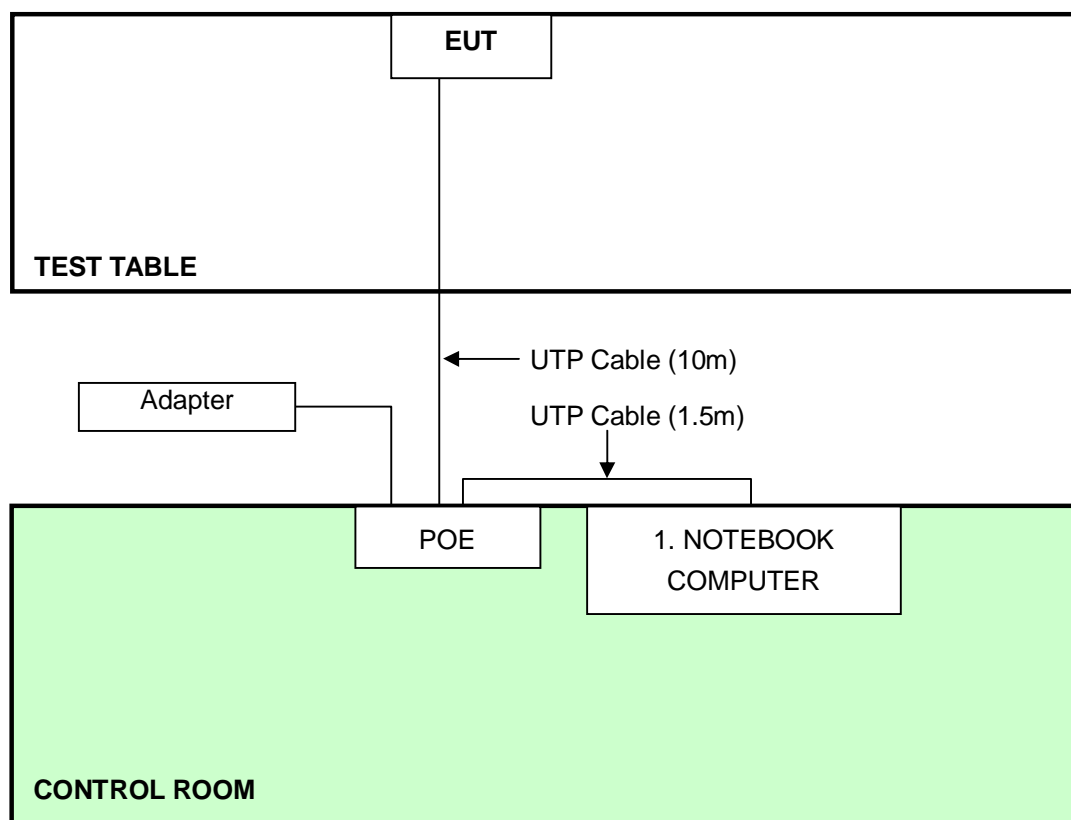 EUT
TEST TABLE
UTP Cable (10m)
Adapter
UTP Cable (1.5m)
POE
1. NOTEBOOK
COMPUTER
CONTROL ROOM